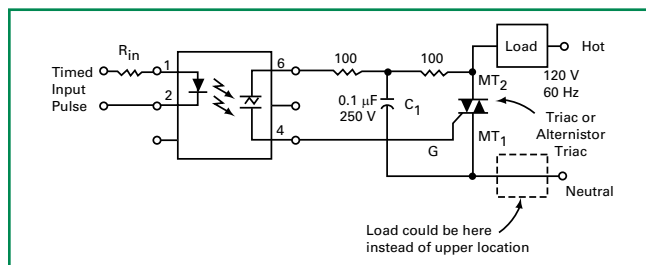 Rin
1
Timed
Input
Pulse
2
6
4
100
100
0.1 µF
250 V
C1
G
Load
Hot
MT2
120 V
60 Hz
MT1
Triac or
Alternistor
Triac
Neutral
Load could be here
instead of upper location